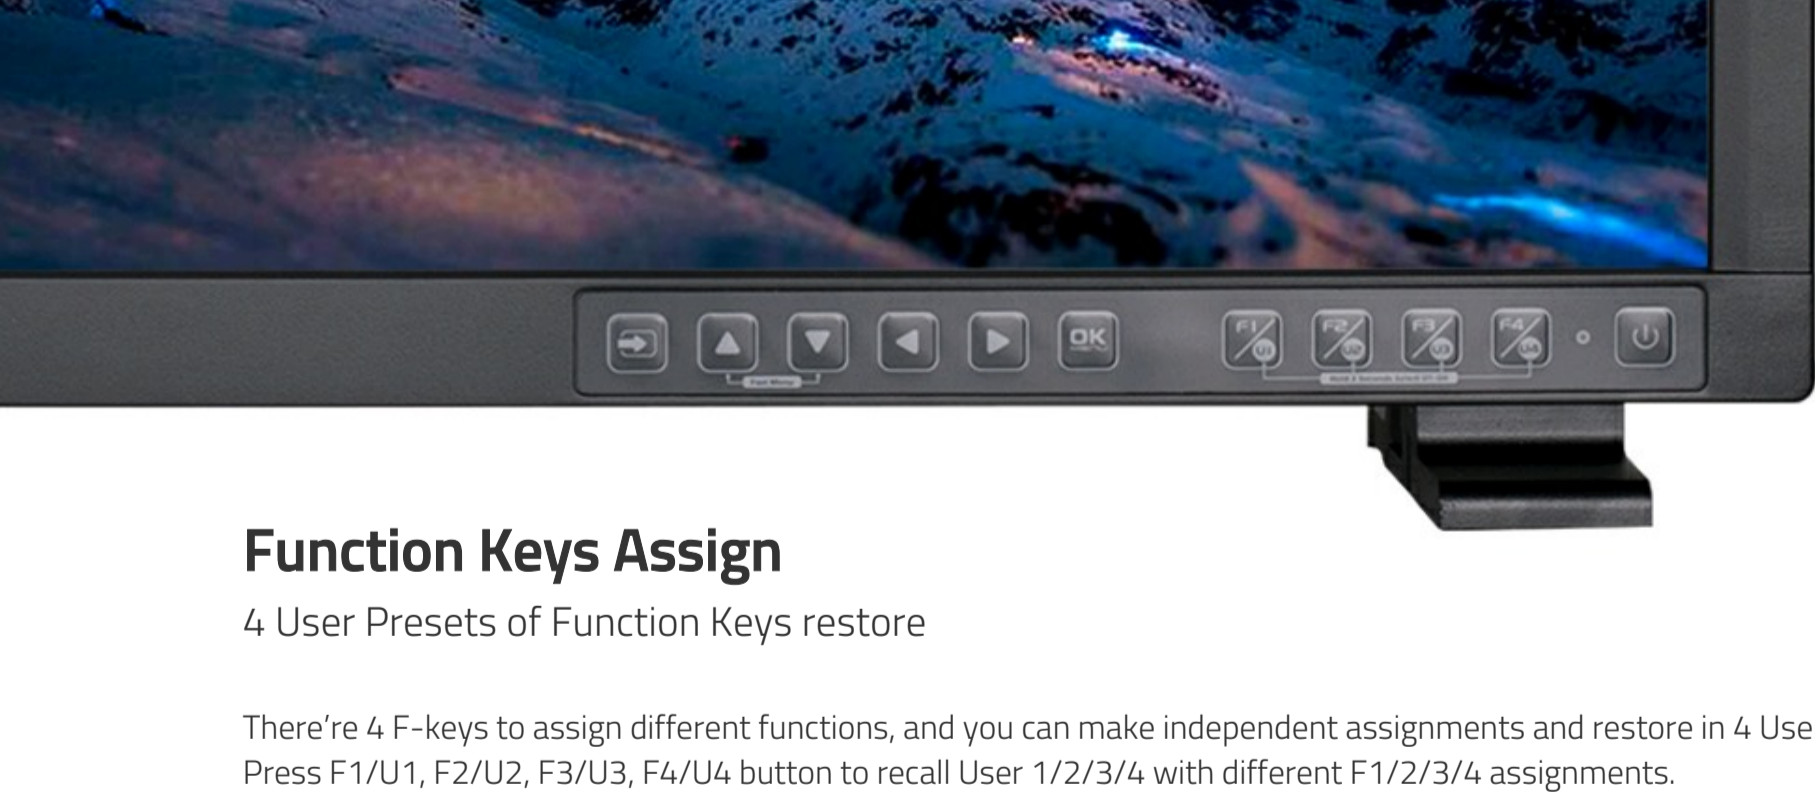 OK
F1 F2 F3 F4
U1 U2 U3 U4
Fast Menu
Function Keys Assign
4 User Presets of Function Keys restore
There’re 4 F-keys to assign different functions, and you can make independent assignments and restore in 4 Use
Press F1/U1, F2/U2, F3/U3, F4/U4 button to recall User 1/2/3/4 with different F1/2/3/4 assignments.